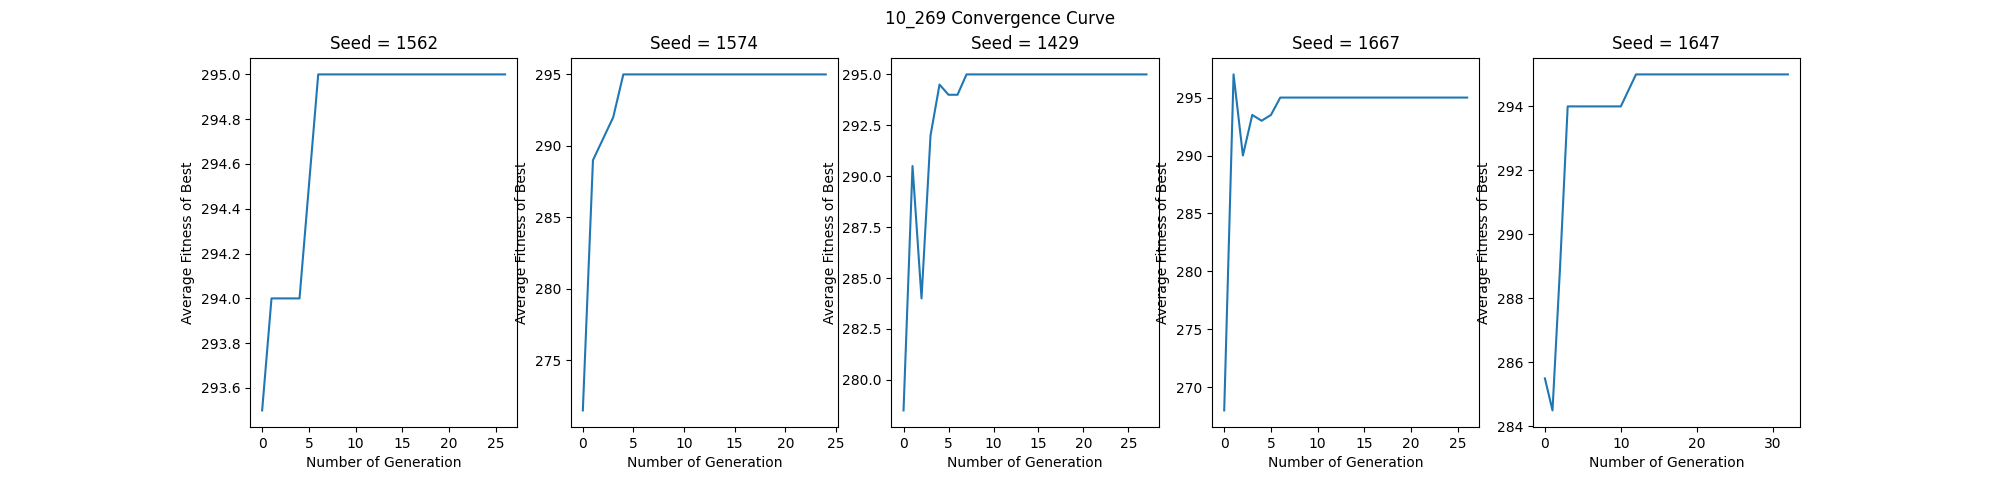 10_269 Convergence Curve
Seed = 1562
Average Fitness of Best
295.0
294.8
294.6
294.4
294.2
294.0
293.8
293.6
0 5 10 15 20 25
Number of Generation
Seed = 1574
Average Fitness of Best
295
290
285
280
275
0 5 10 15 20 25
Number of Generation
Seed = 1429
Average Fitness of Best
295.0
292.5
290.0
287.5
285.0
282.5
280.0
0 5 10 15 20 25
Number of Generation
Seed = 1667
Average Fitness of Best
295
290
285
280
275
270
0 5 10 15 20 25
Number of Generation
Seed = 1647
Average Fitness of Best
294
292
290
288
286
284
0 10 20 30
Number of Generation